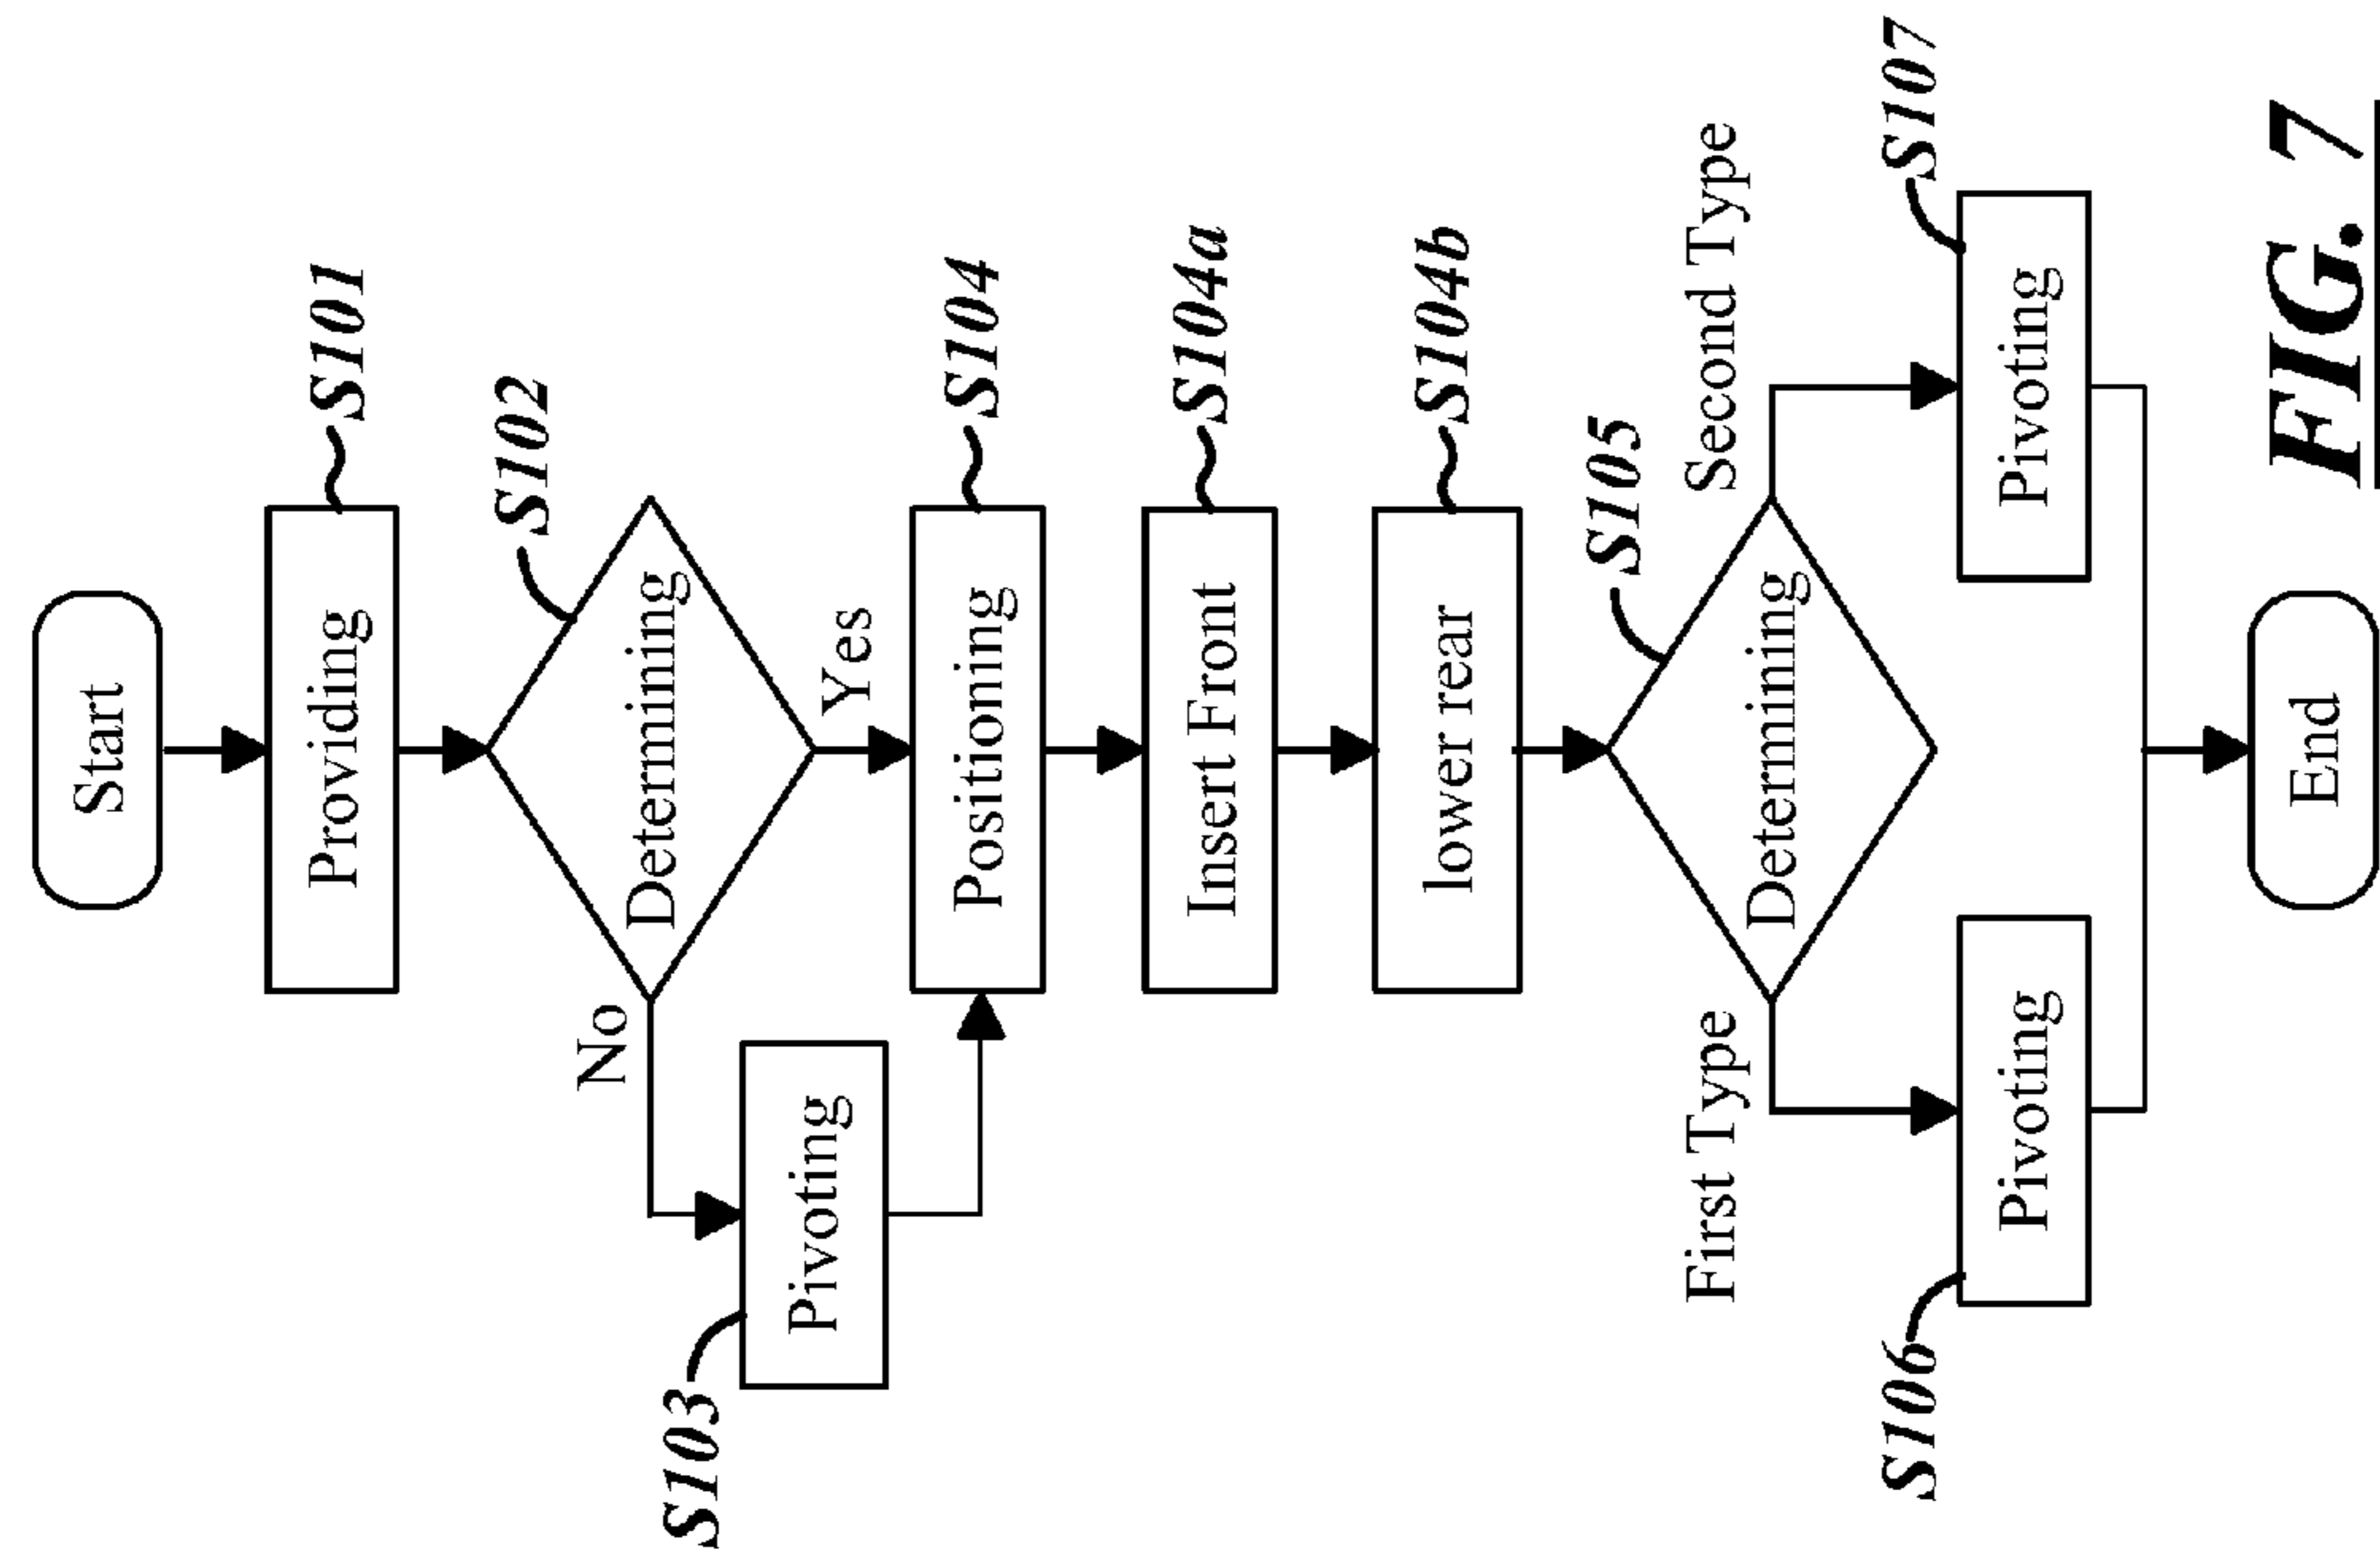 Start
Providing
S101
S102
Determining
No
Yes
S103
Pivoting
Positioning
S104
Insert Front
S104a
lower rear
S104b
S105
Determining
First Type
Second Type
S106
Pivoting
Pivoting
S107
End
FIG. 7